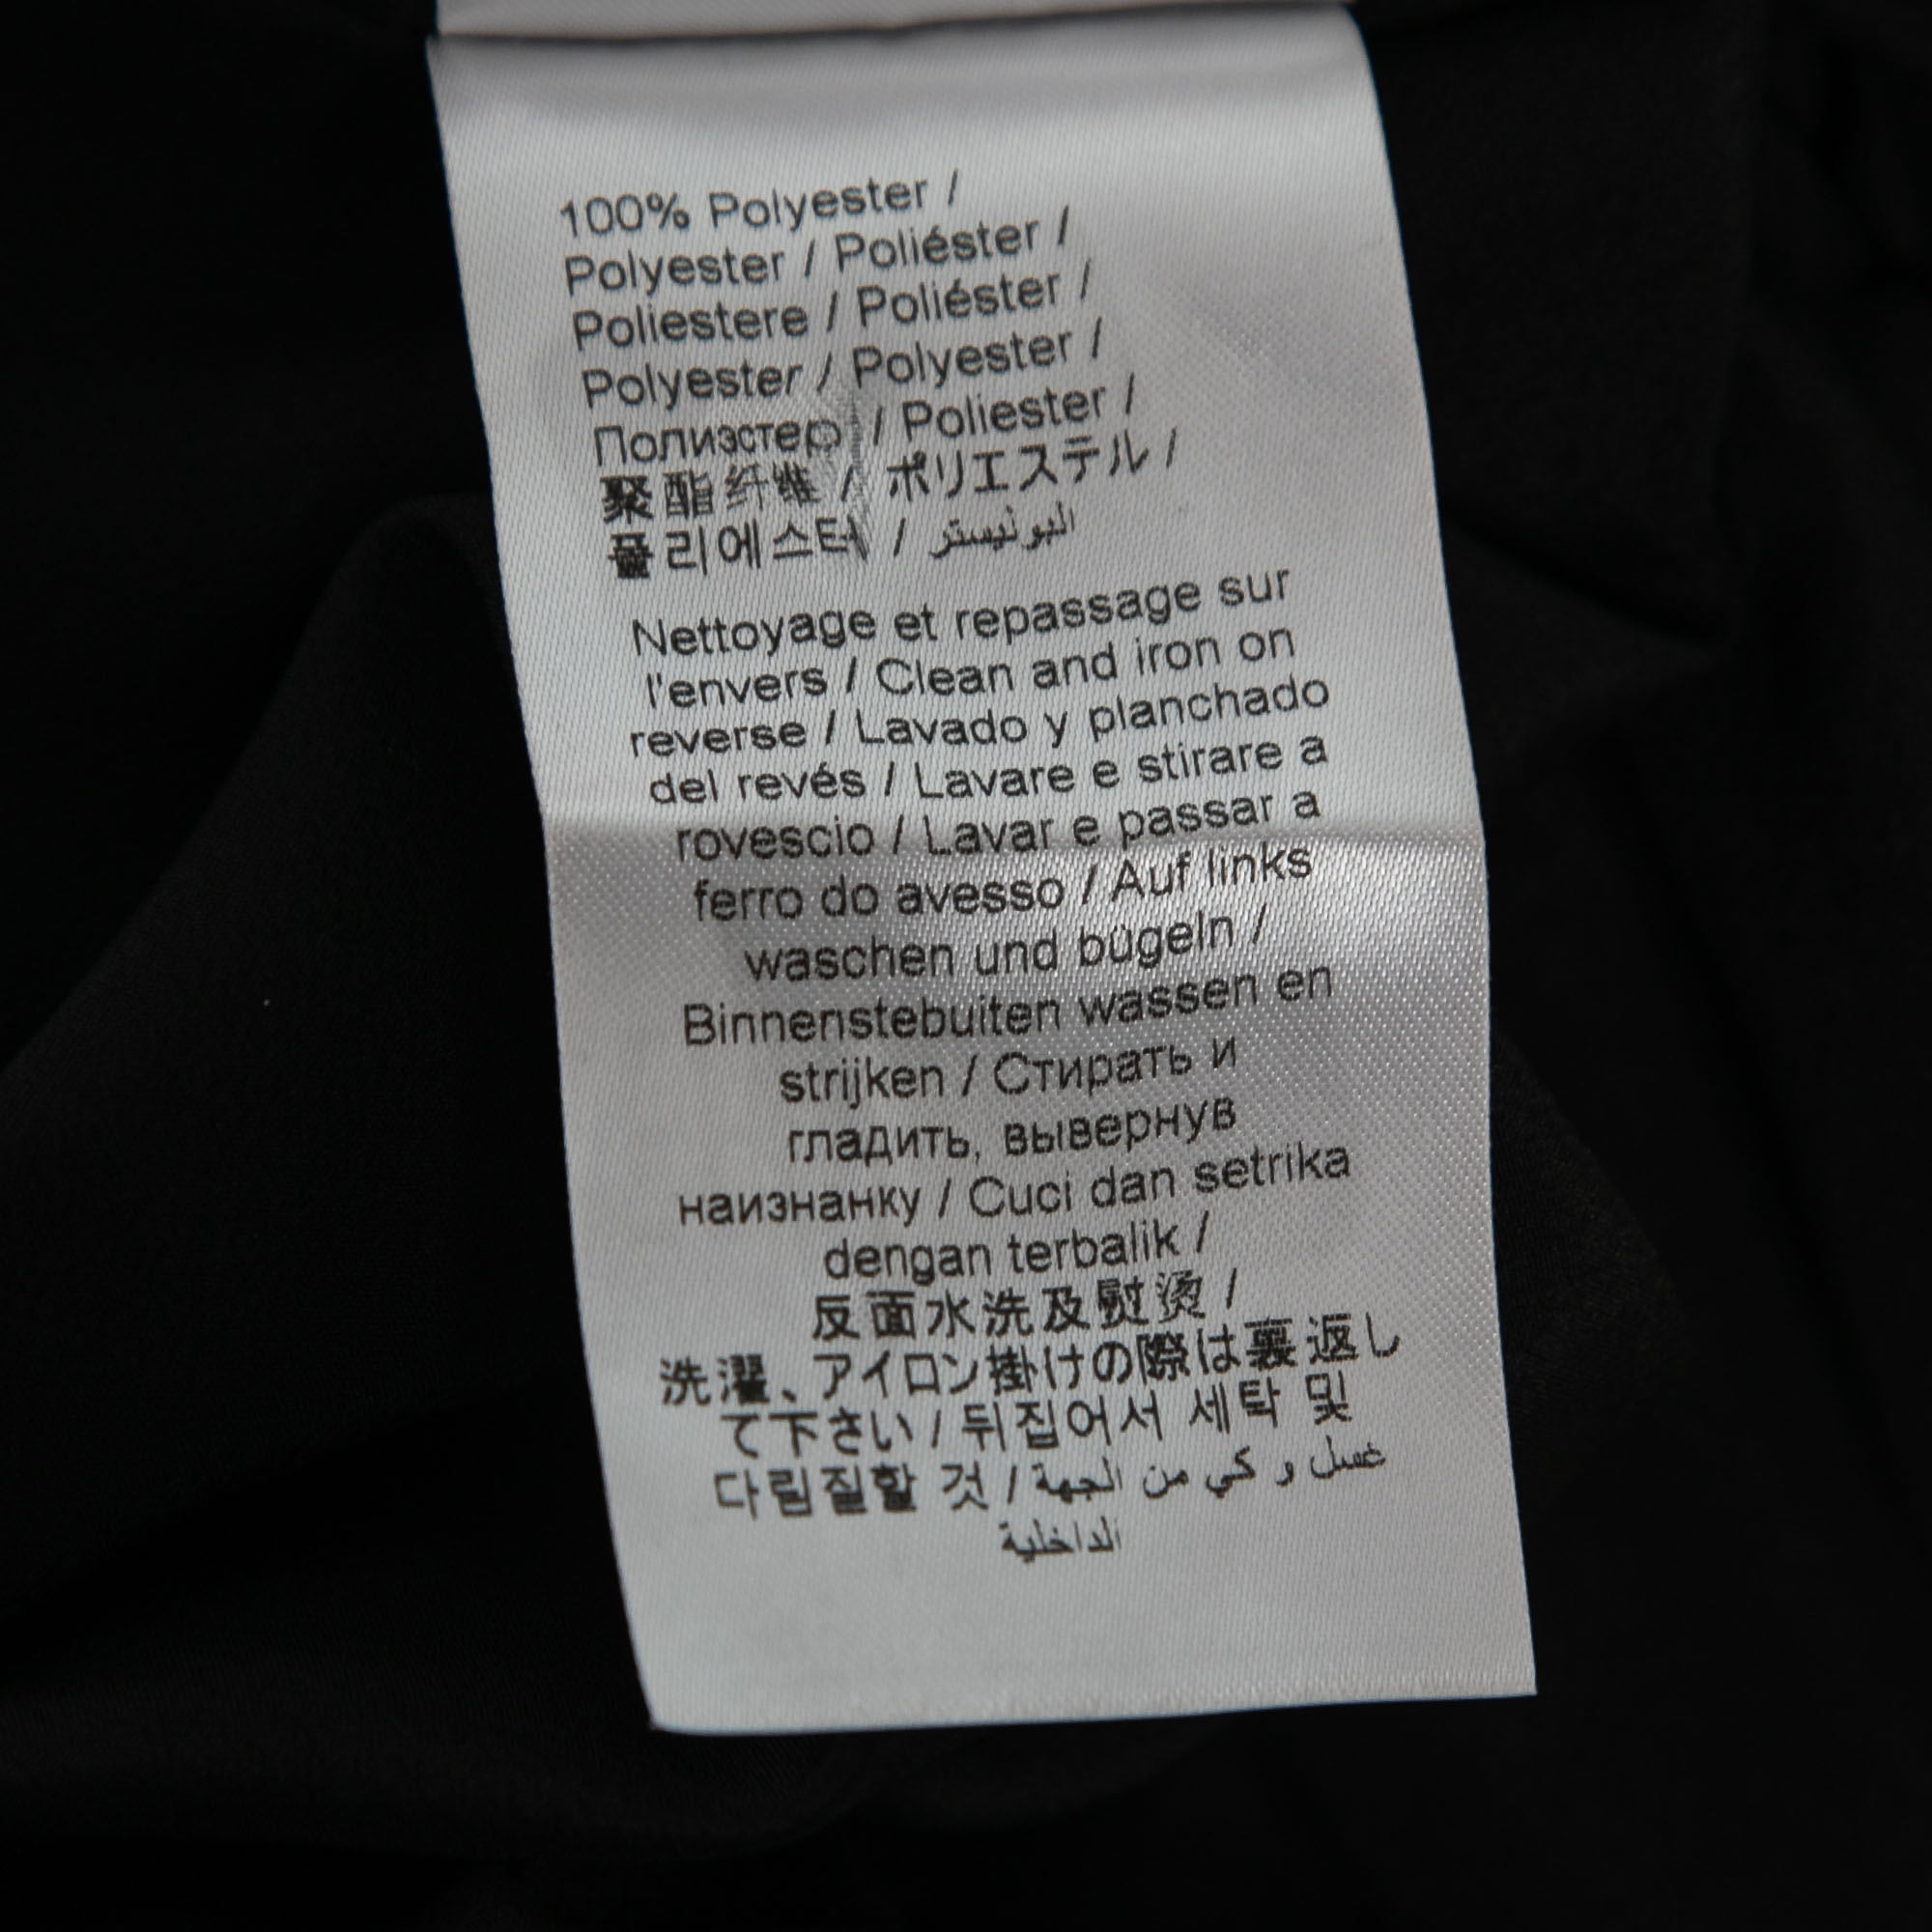 100% Polyester /
Polyester / Poliéster /
Poliestere / Poliéster /
Polyester / Polyester /
Полиэстер / Poliester /
聚酯纤维 / ポリエステル /
폴리에스터 / البوليستر
Nettoyage et repassage sur
l'envers / Clean and iron on
reverse / Lavado y planchado
del revés / Lavare e stirare a
rovescio / Lavar e passar a
ferro do avesso / Auf links
waschen und bügeln /
Binnenstebuiten wassen en
strijken / Стирать и
гладить, вывернув
наизнанку / Cuci dan setrika
dengan terbalik /
反面水洗及熨烫 /
洗濯、アイロン掛けの際は裏返し
て下さい / 뒤집어서 세탁 및
다림질할 것 / غسل و كي من الجهة
الداخلية